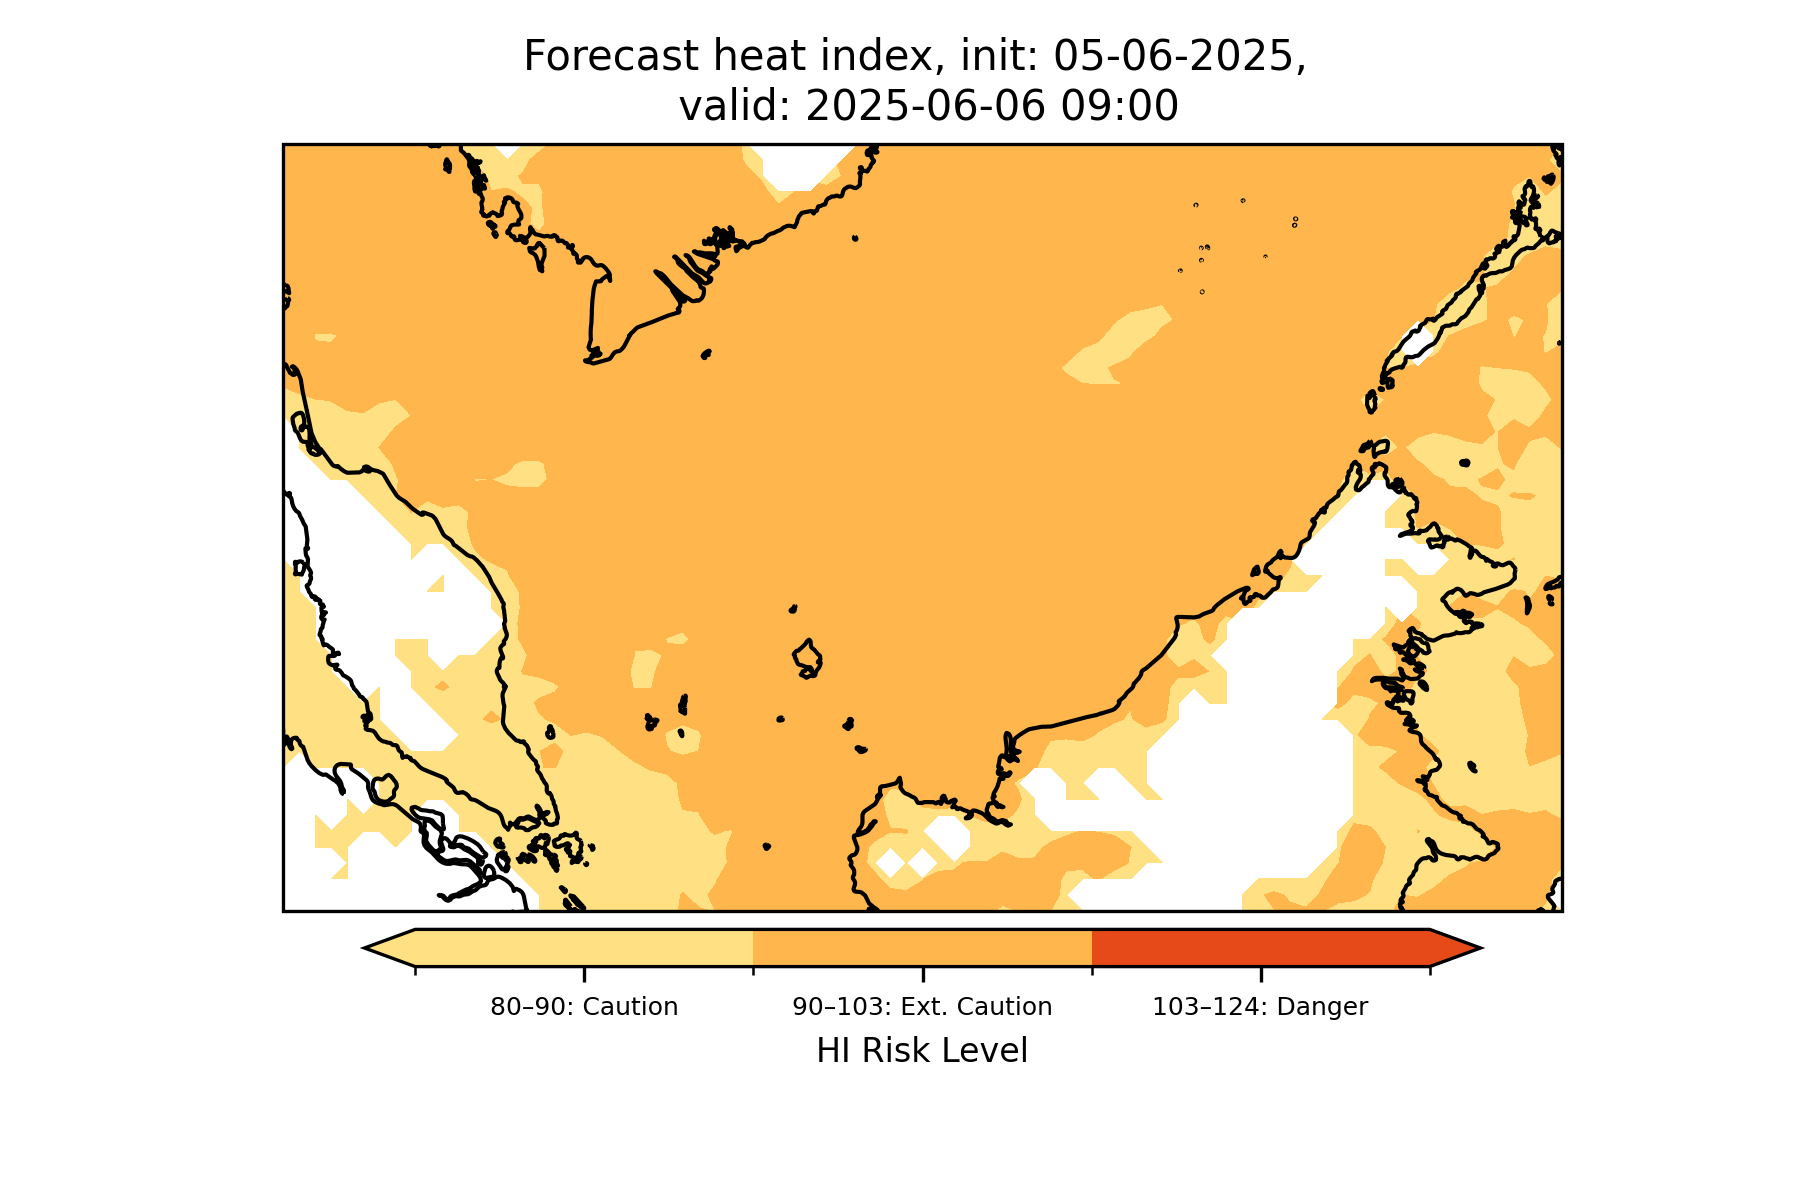 Forecast heat index, init: 05-06-2025,
valid: 2025-06-06 09:00
80–90: Caution
90–103: Ext. Caution
103–124: Danger
HI Risk Level